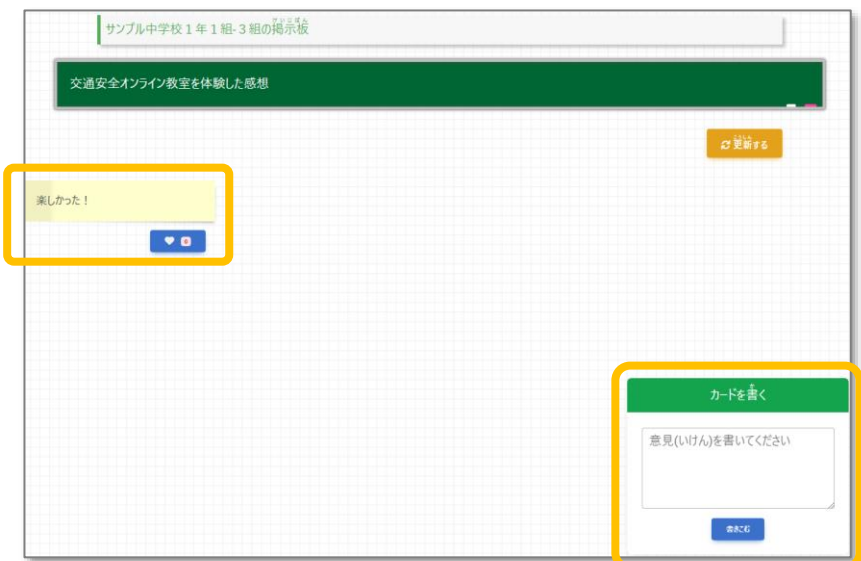 サンプル中学校1年1組-3組の掲示板
交通安全オンライン教室を体験した感想
更新する
楽しかった!
カードを書く
意見(いけん)を書いてください
書きこむ